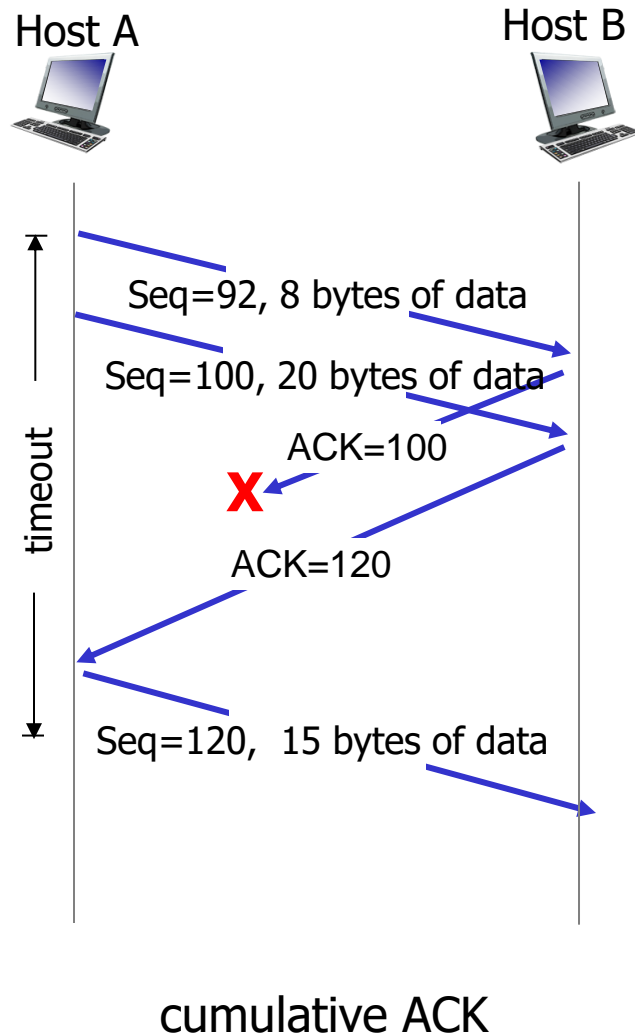 Host A
Host B
Seq=92, 8 bytes of data
Seq=100, 20 bytes of data
ACK=100
X
timeout
ACK=120
Seq=120, 15 bytes of data
cumulative ACK